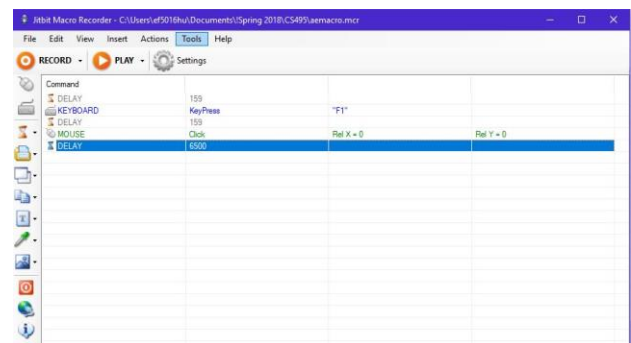 Jitbit Macro Recorder - C:\Users\ef5016hu\Documents\!Spring 2018\CS495\aemacro.mcr
File Edit View Insert Actions Tools Help
RECORD PLAY Settings
Command
DELAY 159
KEYBOARD KeyPress "F1"
DELAY 159
MOUSE Click Rel X = 0 Rel Y = 0
DELAY 6500